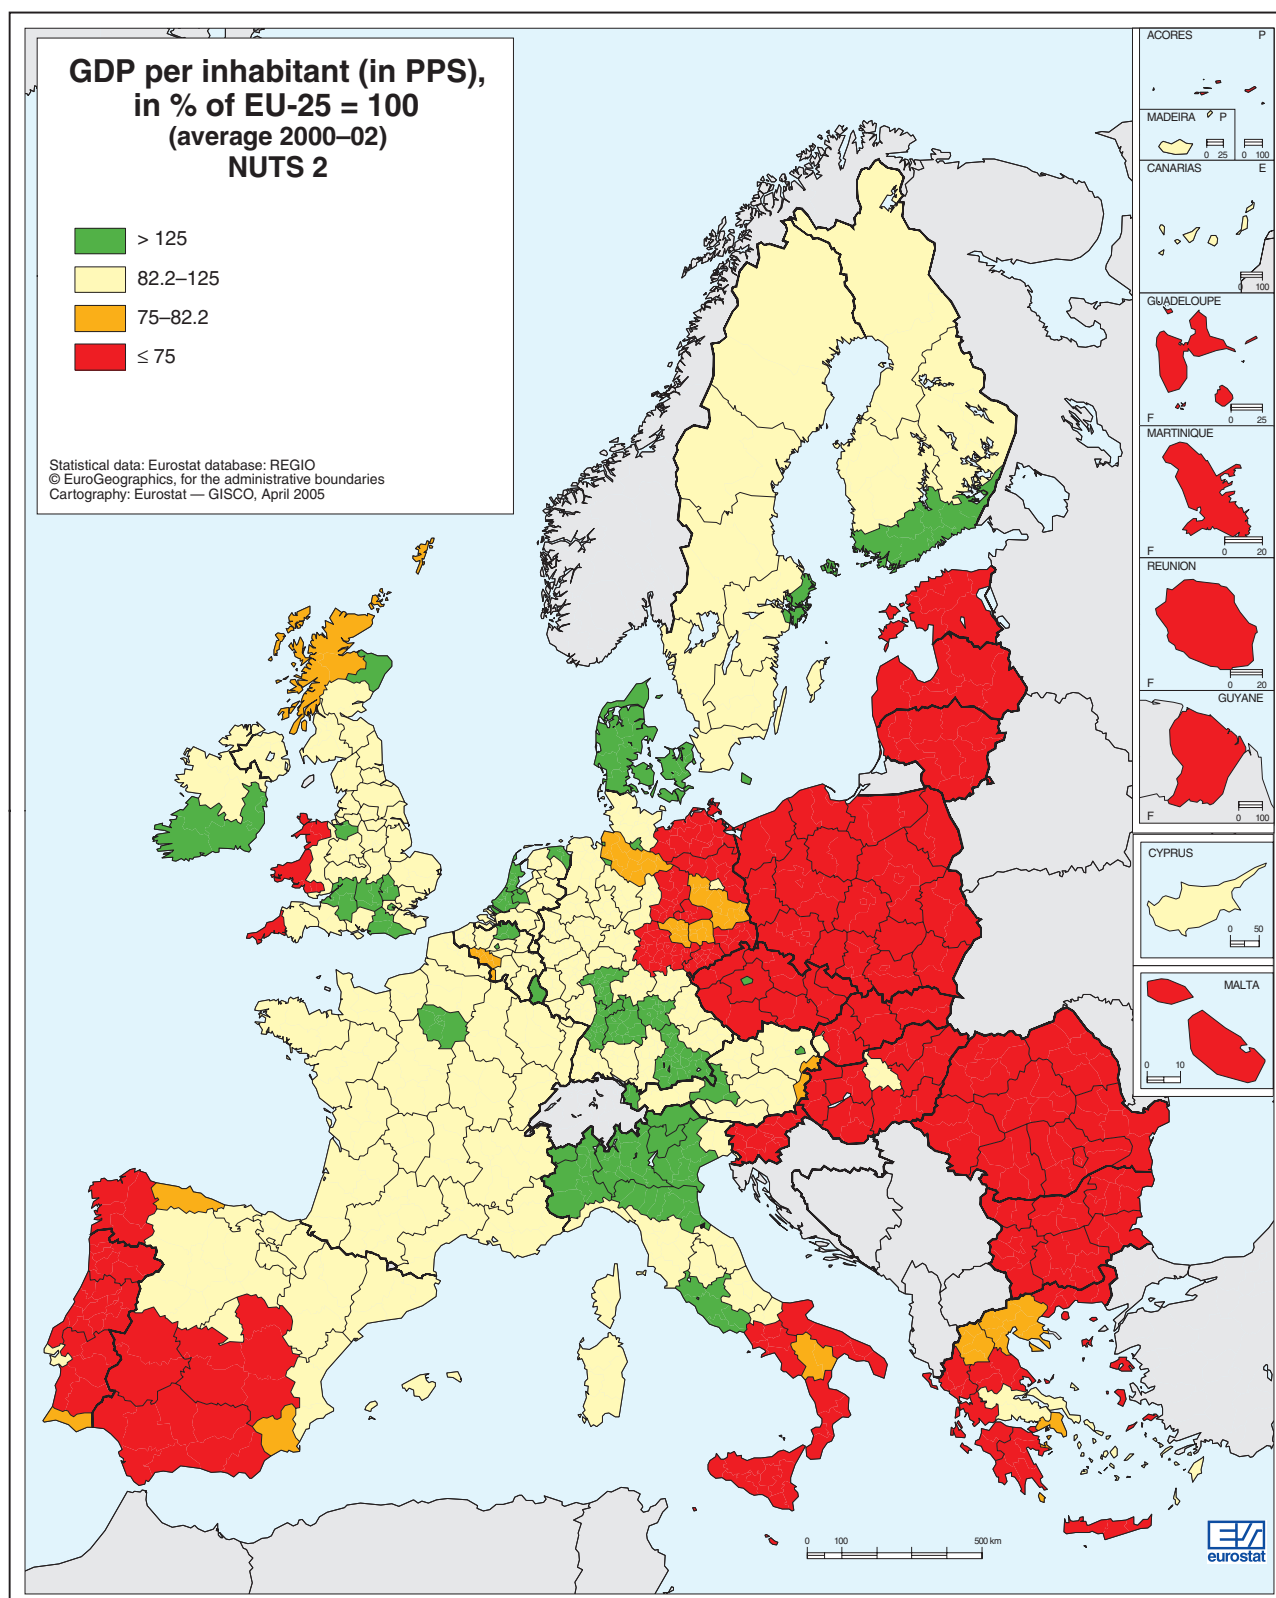 GDP per inhabitant (in PPS),
in % of EU-25 = 100
(average 2000–02)
NUTS 2
> 125
82.2–125
75–82.2
≤ 75
Statistical data: Eurostat database: REGIO
© EuroGeographics, for the administrative boundaries
Cartography: Eurostat — GISCO, April 2005
ACORES P
MADEIRA P
0 25 0 100
CANARIAS E
0 100
GUADELOUPE
F 0 25
MARTINIQUE
F 0 20
REUNION
F 0 20
GUYANE
F 0 100
CYPRUS
0 50
MALTA
0 10
0 100 500 km
eurostat